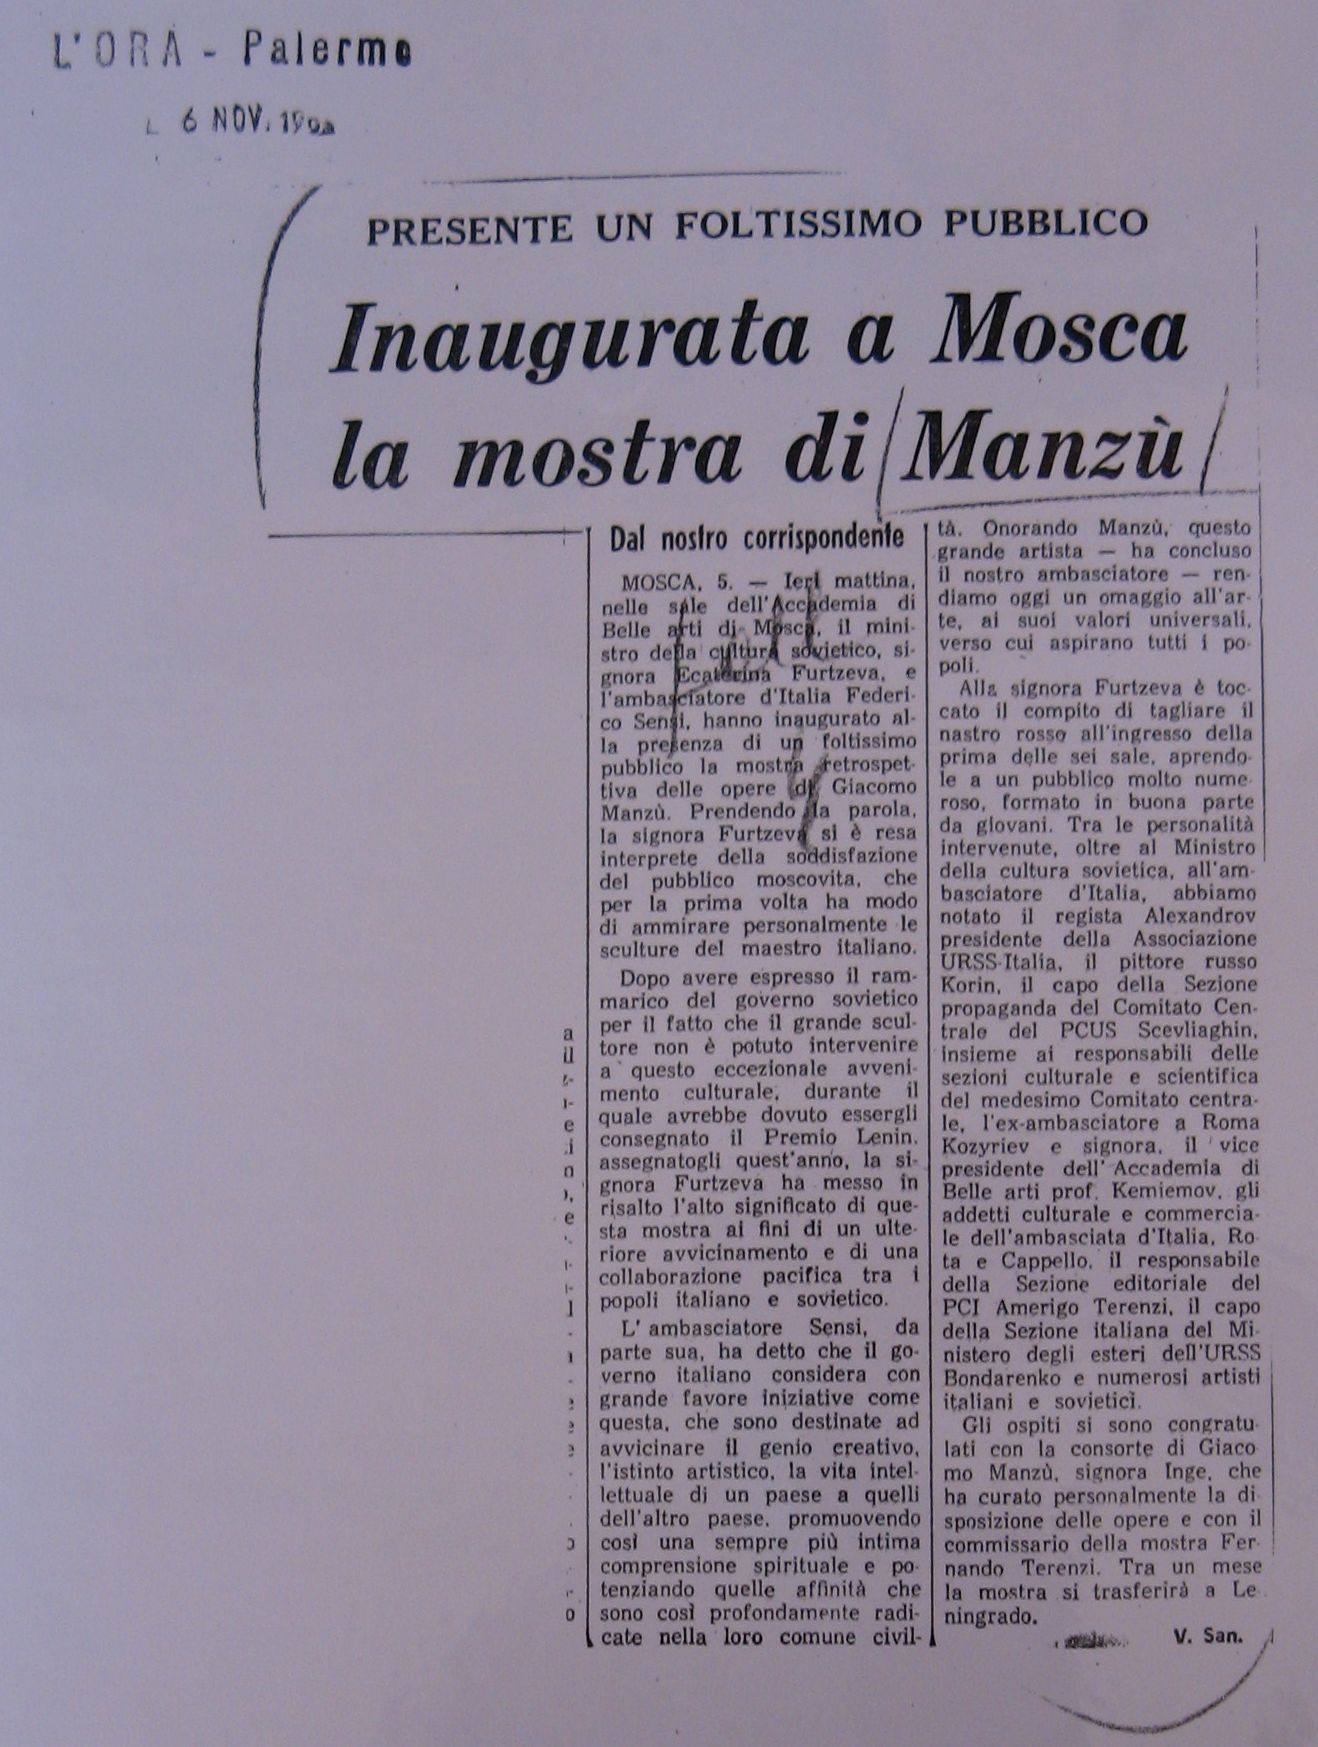 L'ORA - Palermo
6 NOV.
PRESENTE UN FOLTISSIMO PUBBLICO
Inaugurata a Mosca
la mostra di Manzù
Dal nostro corrispondente
MOSCA, 5. — Ieri mattina,
nelle sale dell'Accademia di
Belle arti di Mosca, il mini-
stro della cultura sovietico, si-
gnora Ecaterina Furtzeva, e
l'ambasciatore d'Italia Federi-
co Sensi, hanno inaugurato al-
la presenza di un foltissimo
pubblico la mostra retrospet-
tiva delle opere di Giacomo
Manzù. Prendendo la parola,
la signora Furtzeva si è resa
interprete della soddisfazione
del pubblico moscovita, che
per la prima volta ha modo
di ammirare personalmente le
sculture del maestro italiano.
Dopo avere espresso il ram-
marico del governo sovietico
per il fatto che il grande scul-
tore non è potuto intervenire
a questo eccezionale avveni-
mento culturale, durante il
quale avrebbe dovuto essergli
consegnato il Premio Lenin,
assegnatogli quest'anno, la si-
gnora Furtzeva ha messo in
risalto l'alto significato di que-
sta mostra ai fini di un ulte-
riore avvicinamento e di una
collaborazione pacifica tra i
popoli italiano e sovietico.
L'ambasciatore Sensi, da
parte sua, ha detto che il go-
verno italiano considera con
grande favore iniziative come
questa, che sono destinate ad
avvicinare il genio creativo,
l'istinto artistico, la vita intel-
lettuale di un paese a quelli
dell'altro paese, promuovendo
così una sempre più intima
comprensione spirituale e po-
tenziando quelle affinità che
sono così profondamente radi-
cate nella loro comune civil-
tà. Onorando Manzù, questo
grande artista — ha concluso
il nostro ambasciatore — ren-
diamo oggi un omaggio all'ar-
te, ai suoi valori universali,
verso cui aspirano tutti i po-
poli.
Alla signora Furtzeva è toc-
cato il compito di tagliare il
nastro rosso all'ingresso della
prima delle sei sale, aprendo-
le a un pubblico molto nume
roso, formato in buona parte
da giovani. Tra le personalità
intervenute, oltre al Ministro
della cultura sovietica, all'am-
basciatore d'Italia, abbiamo
notato il regista Alexandrov
presidente della Associazione
URSS-Italia, il pittore russo
Korin, il capo della Sezione
propaganda del Comitato Cen-
trale del PCUS Scevliaghin,
insieme ai responsabili delle
sezioni culturale e scientifica
del medesimo Comitato centra-
le, l'ex-ambasciatore a Roma
Kozyriev e signora, il vice
presidente dell'Accademia di
Belle arti prof. Kemiemov, gli
addetti culturale e commercia-
le dell'ambasciata d'Italia, Ro
ta e Cappello, il responsabile
della Sezione editoriale del
PCI Amerigo Terenzi, il capo
della Sezione italiana del Mi-
nistero degli esteri dell'URSS
Bondarenko e numerosi artisti
italiani e sovietici.
Gli ospiti si sono congratu-
lati con la consorte di Giaco
mo Manzù, signora Inge, che
ha curato personalmente la di-
sposizione delle opere e con il
commissario della mostra Fer-
nando Terenzi. Tra un mese
la mostra si trasferirà a Le
ningrado.
V. San.